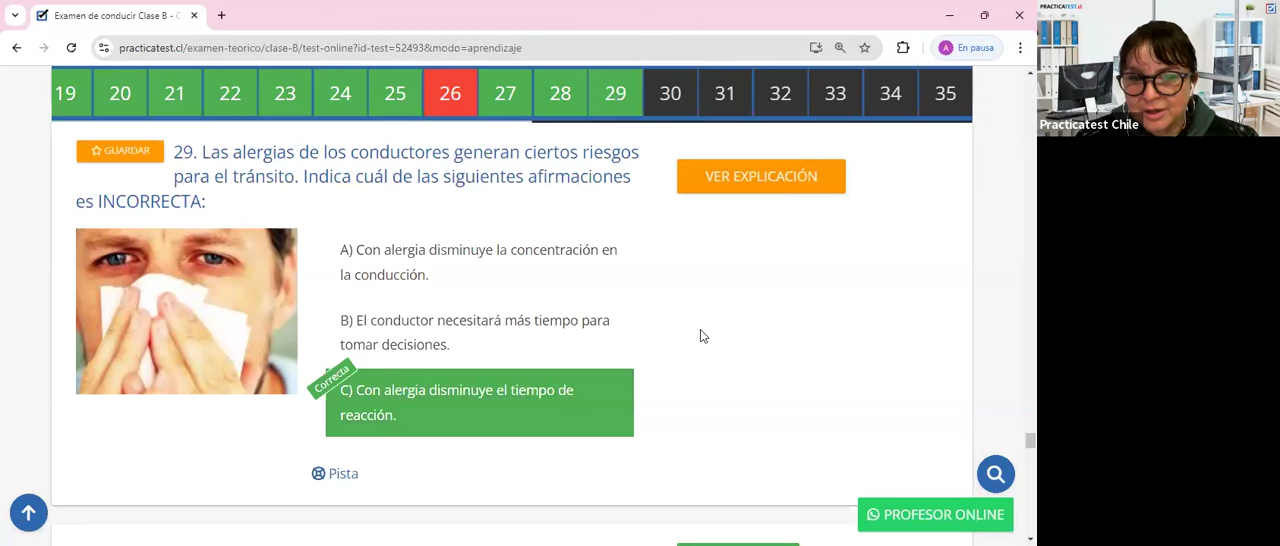 Examen de conducir Clase B - C
practicatest.cl/examen-teorico/clase-B/test-online?id-test=52493&modo=aprendizaje
A
En pausa
19 20 21 22 23 24 25 26 27 28 29 30 31 32 33 34 35
GUARDAR
29. Las alergias de los conductores generan ciertos riesgos
para el tránsito. Indica cuál de las siguientes afirmaciones
es INCORRECTA:
VER EXPLICACIÓN
A) Con alergia disminuye la concentración en
la conducción.
B) El conductor necesitará más tiempo para
tomar decisiones.
Correcta
C) Con alergia disminuye el tiempo de
reacción.
Pista
PROFESOR ONLINE
PRACTICATEST.cl
Practicatest Chile